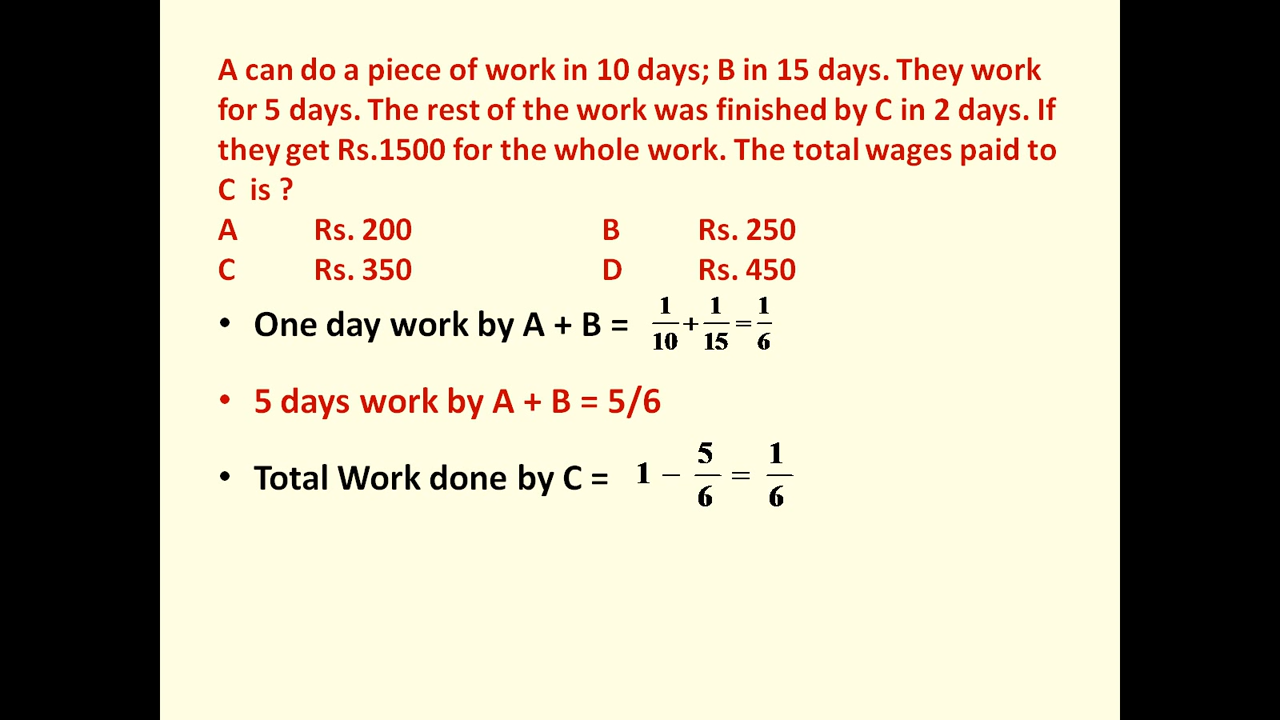 A can do a piece of work in 10 days; B in 15 days. They work
for 5 days. The rest of the work was finished by C in 2 days. If
they get Rs.1500 for the whole work. The total wages paid to
C is ?
A Rs. 200 B Rs. 250
C Rs. 350 D Rs. 450
• One day work by A + B = 1/10 + 1/15 = 1/6
• 5 days work by A + B = 5/6
• Total Work done by C = 1 − 5/6 = 1/6